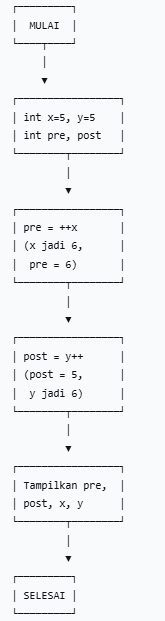 MULAI
int x=5, y=5
int pre, post
pre = ++x
(x jadi 6,
pre = 6)
post = y++
(post = 5,
y jadi 6)
Tampilkan pre,
post, x, y
SELESAI